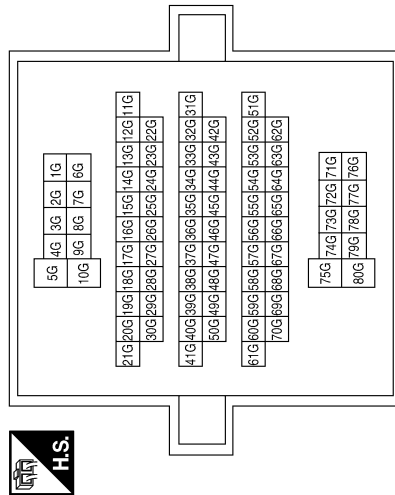 H.S.
5G 4G 3G 2G 1G
10G 9G 8G 7G 6G
21G 20G 19G 18G 17G 16G 15G 14G 13G 12G 11G
30G 29G 28G 27G 26G 25G 24G 23G 22G
41G 40G 39G 38G 37G 36G 35G 34G 33G 32G 31G
50G 49G 48G 47G 46G 45G 44G 43G 42G
61G 60G 59G 58G 57G 56G 55G 54G 53G 52G 51G
70G 69G 68G 67G 66G 65G 64G 63G 62G
75G 74G 73G 72G 71G
80G 79G 78G 77G 76G